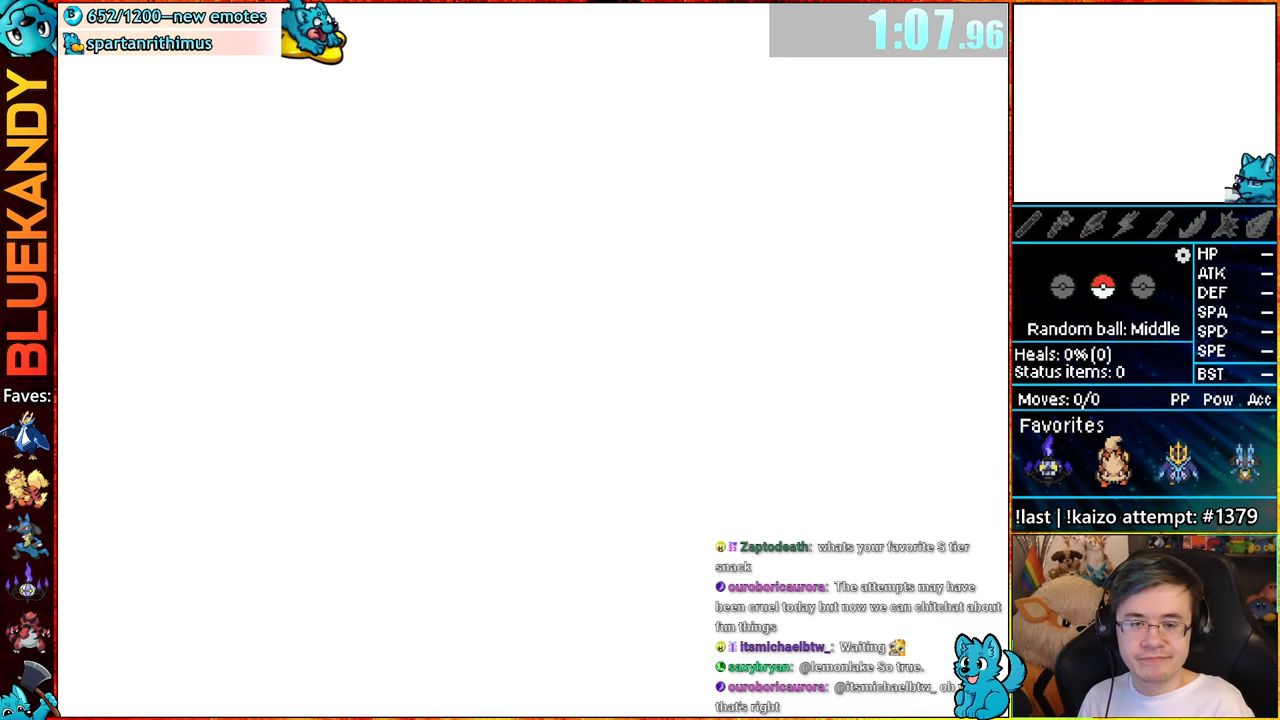 652/1200—new emotes
spartanrithimus
1:07.96
BLUEKANDY
Faves:
HP —
ATK —
DEF —
SPA —
SPD —
SPE —
BST —
Random ball: Middle
Heals: 0% (0)
Status items: 0
Moves: 0/0 PP Pow Acc
Favorites
!last | !kaizo attempt: #1379
Zaptodeath: whats your favorite S tier
snack
ouroboricaurora: The attempts may have
been cruel today but now we can chitchat about
fun things
itsmichaelbtw_: Waiting
saxybryan: @lemonlake So true.
ouroboricaurora: @itsmichaelbtw_ oh
that's right